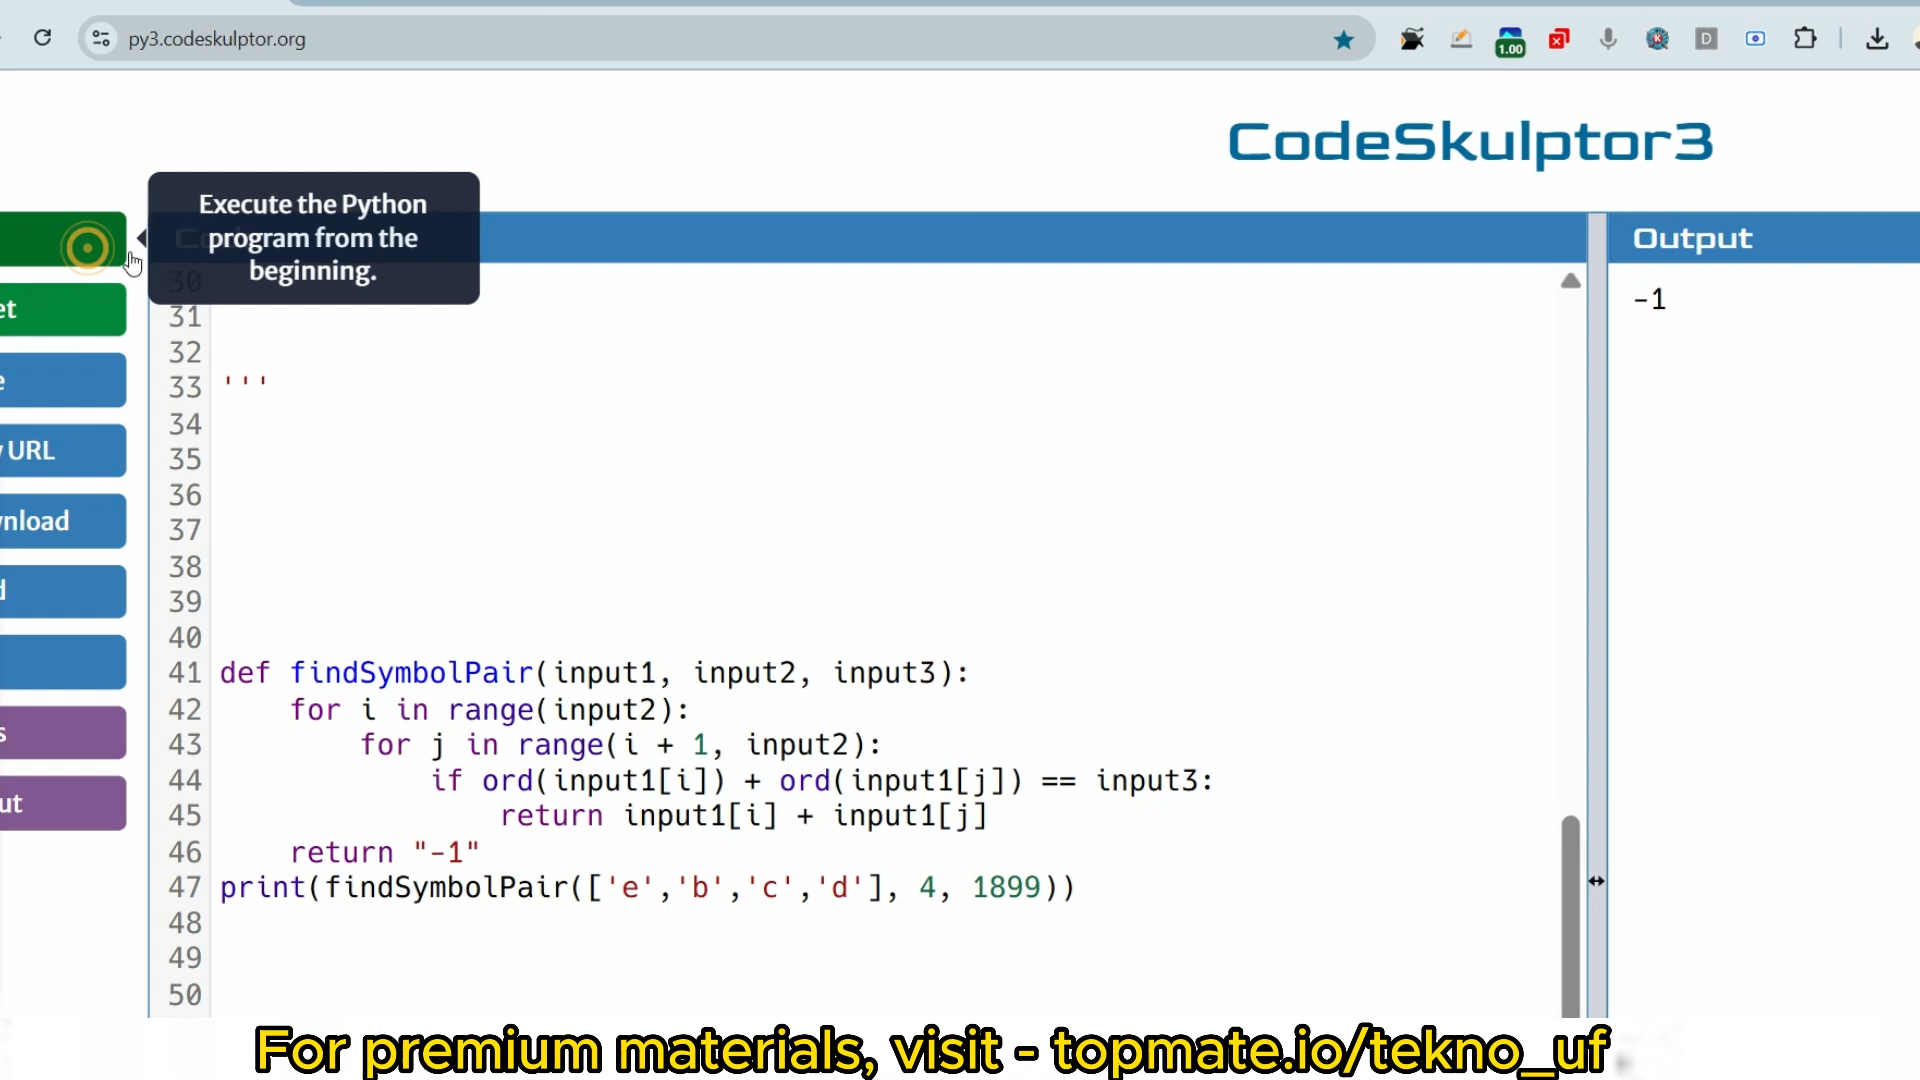 py3.codeskulptor.org
1.00
D
K
CodeSkulptor3
Execute the Python
program from the
beginning.
Output
-1
et
e
y URL
wnload
d
s
ut
30
31
32
33 '''
34
35
36
37
38
39
40
41 def findSymbolPair(input1, input2, input3):
42 for i in range(input2):
43 for j in range(i + 1, input2):
44 if ord(input1[i]) + ord(input1[j]) == input3:
45 return input1[i] + input1[j]
46 return "-1"
47 print(findSymbolPair(['e','b','c','d'], 4, 1899))
48
49
50
For premium materials, visit - topmate.io/tekno_uf